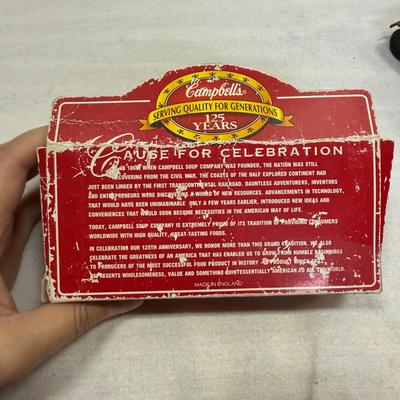 Campbell's
SERVING QUALITY FOR GENERATIONS
125
YEARS
CAUSE FOR CELEBRATION
CAMPBELL SOUP COMPANY WAS FOUNDED, THE NATION WAS STILL
RECOVERING FROM THE CIVIL WAR. THE COASTS OF THE HALF EXPLORED CONTINENT HAD
JUST BEEN LINKED BY THE FIRST TRANSCONTINENTAL RAILROAD. DAUNTLESS ADVENTURERS, INVENTORS
AND ENTREPRENEURS WERE DISCOVERING A WORLD OF NEW RESOURCES. ADVANCEMENTS IN TECHNOLOGY,
THAT WOULD HAVE BEEN UNIMAGINABLE ONLY A FEW YEARS EARLIER, INTRODUCED NEW IDEAS AND
CONVENIENCES THAT WOULD SOON BECOME NECESSITIES IN THE AMERICAN WAY OF LIFE.
TODAY, CAMPBELL SOUP COMPANY IS EXTREMELY PROUD OF ITS TRADITION OF PROVIDING CONSUMERS
WORLDWIDE WITH HIGH QUALITY, GREAT-TASTING FOODS.
IN CELEBRATING OUR 125TH ANNIVERSARY, WE HONOR MORE THAN THIS GRAND TRADITION. WE ALSO
CELEBRATE THE GREATNESS OF AN AMERICA THAT HAS ENABLED US TO GROW FROM HUMBLE BEGINNINGS
TO PRODUCERS OF THE MOST SUCCESSFUL FOOD PRODUCT IN HISTORY PRODUCT WHICH
REPRESENTS WHOLESOMENESS, VALUE AND SOMETHING QUINTESSENTIALLY AMERICAN TO ALL THE WORLD.
MADE IN ENGLAND